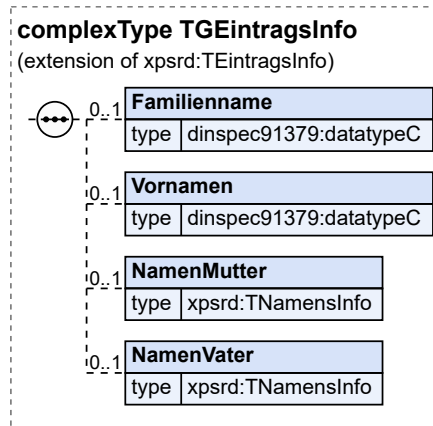 complexType TGEintragsInfo
(extension of xpsrd:TEintragsInfo)
0..1 Familienname
type dinspec91379:datatypeC
0..1 Vornamen
type dinspec91379:datatypeC
0..1 NamenMutter
type xpsrd:TNamensInfo
0..1 NamenVater
type xpsrd:TNamensInfo